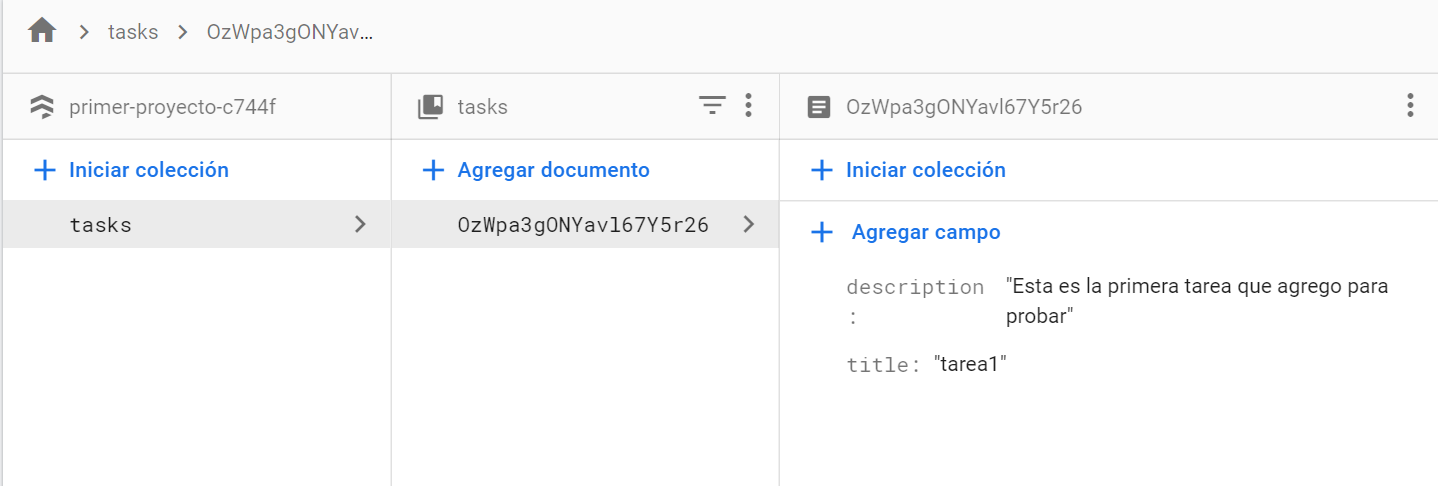 tasks
OzWpa3gONYav...
primer-proyecto-c744f
tasks
OzWpa3gONYavl67Y5r26
Iniciar colección
Agregar documento
Iniciar colección
tasks
OzWpa3gONYavl67Y5r26
Agregar campo
description
:
"Esta es la primera tarea que agrego para
probar"
title: "tarea1"